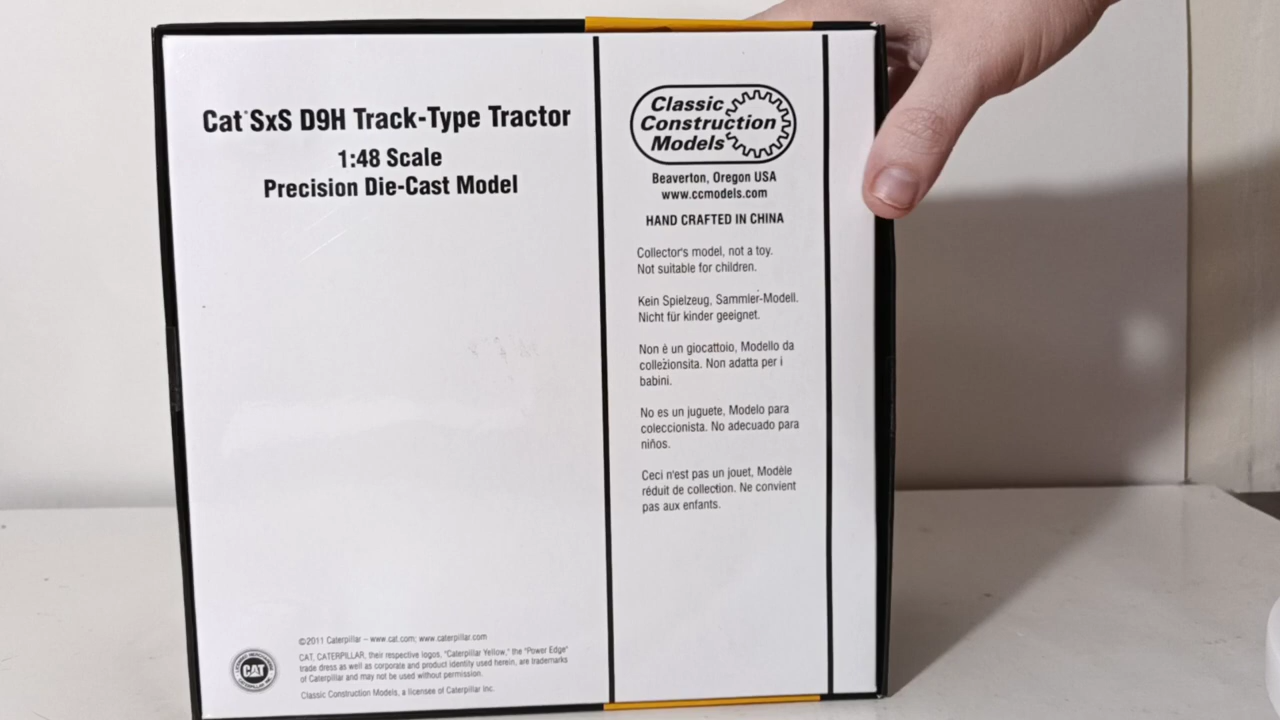 Cat® SxS D9H Track-Type Tractor
1:48 Scale
Precision Die-Cast Model
Classic
Construction
Models
Beaverton, Oregon USA
www.ccmodels.com
HAND CRAFTED IN CHINA
Collector's model, not a toy.
Not suitable for children.
Kein Spielzeug, Sammler-Modell.
Nicht für kinder geeignet.
Non è un giocattoio, Modello da
collezionsita. Non adatta per i
babini.
No es un juguete, Modelo para
coleccionista. No adecuado para
niños.
Ceci n'est pas un jouet, Modèle
réduit de collection. Ne convient
pas aux enfants.
©2011 Caterpillar – www.cat.com; www.caterpillar.com
CAT, CATERPILLAR, their respective logos, "Caterpillar Yellow," the "Power Edge"
trade dress as well as corporate and product identity used herein, are trademarks
of Caterpillar and may not be used without permission.
Classic Construction Models, a licensee of Caterpillar Inc.
CAT